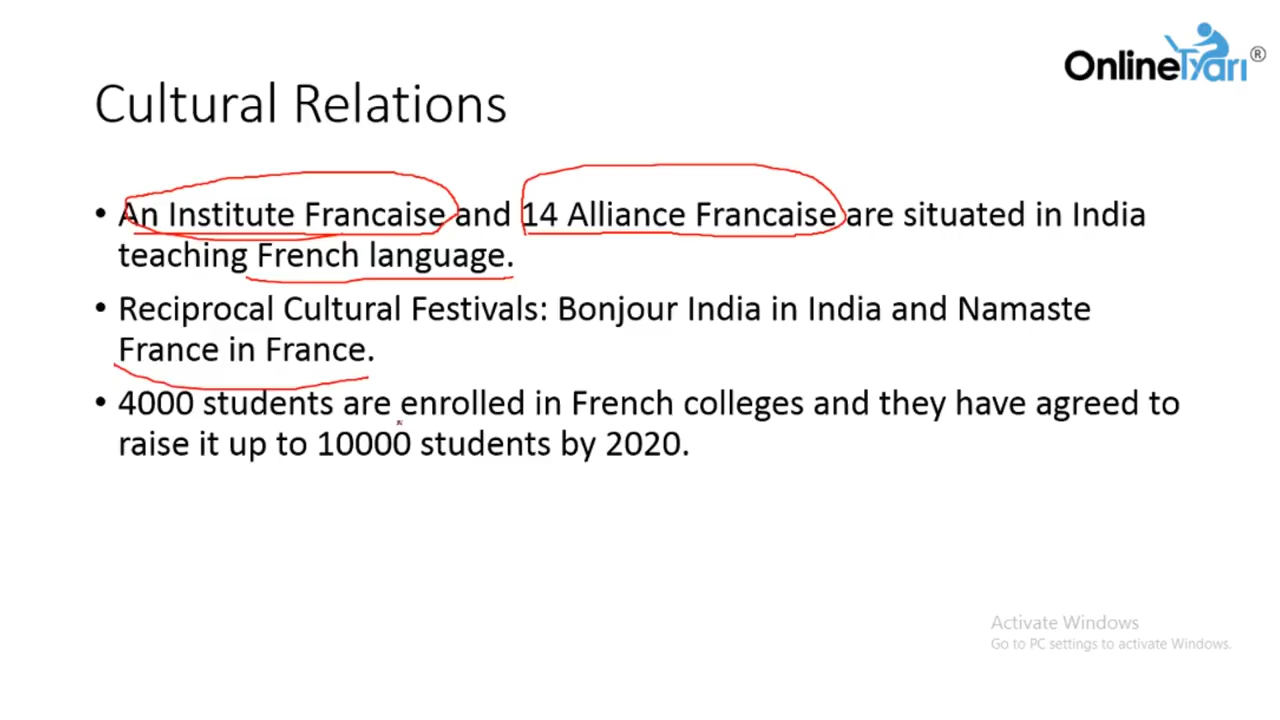 OnlineTyari ®
Cultural Relations
• An Institute Francaise and 14 Alliance Francaise are situated in India
teaching French language.
• Reciprocal Cultural Festivals: Bonjour India in India and Namaste
France in France.
• 4000 students are enrolled in French colleges and they have agreed to
raise it up to 10000 students by 2020.
Activate Windows
Go to PC settings to activate Windows.